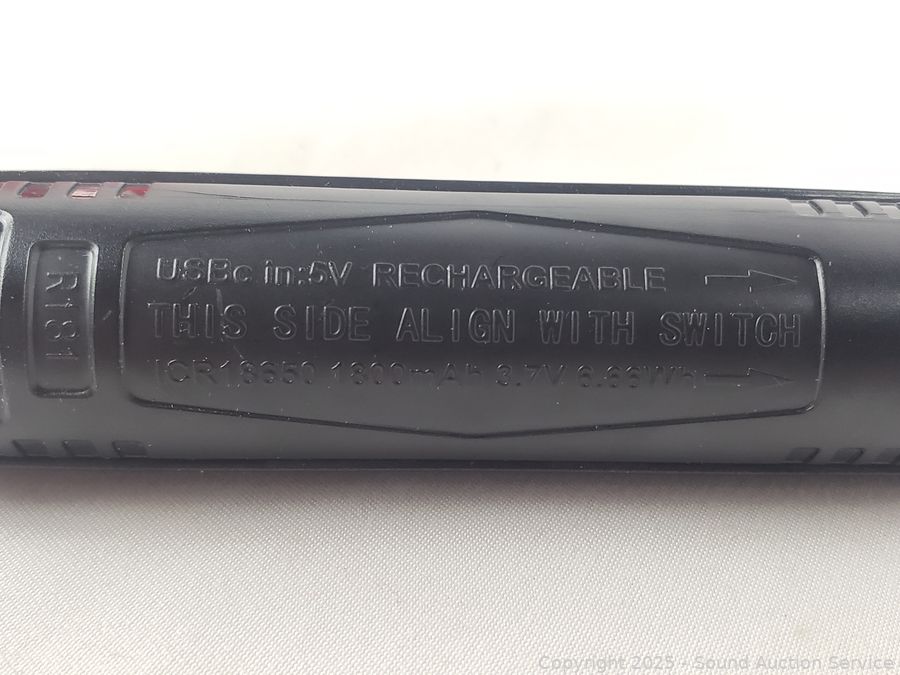 R181
USBc in:5V RECHARGEABLE
THIS SIDE ALIGN WITH SWITCH
ICR18650 1800mAh 3.7V 6.66Wh
Copyright 2025 - Sound Auction Service